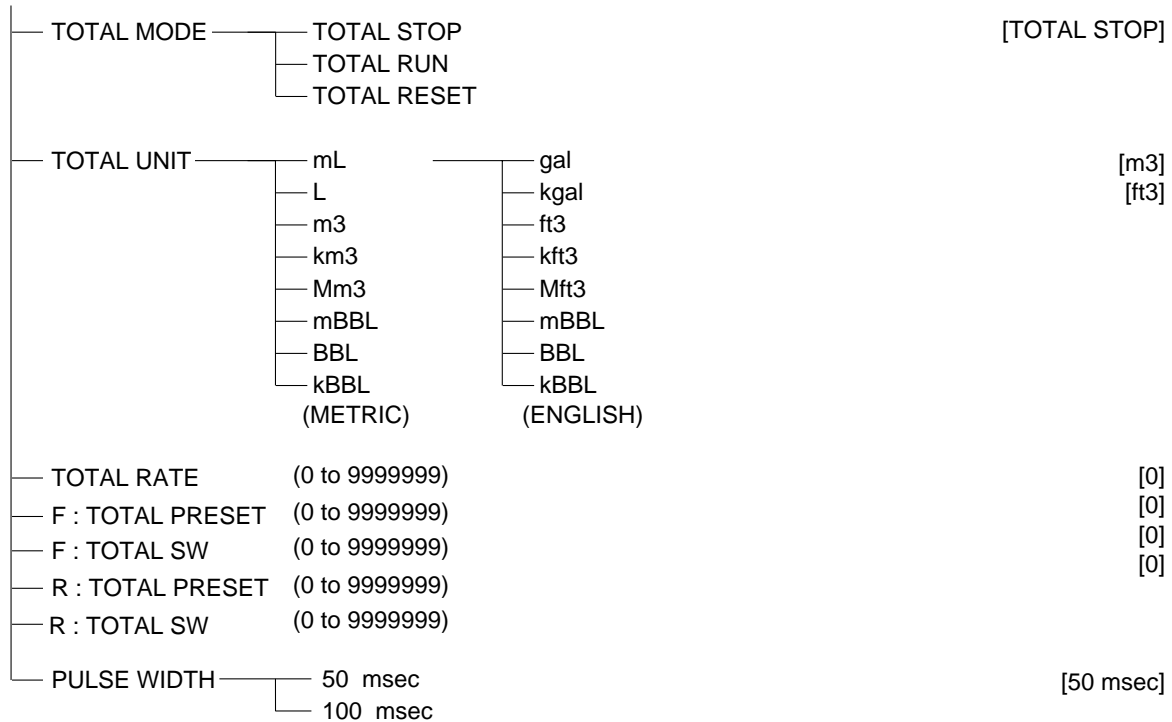 TOTAL MODE TOTAL STOP [TOTAL STOP]
TOTAL RUN
TOTAL RESET
TOTAL UNIT mL gal [m3]
L kgal [ft3]
m3 ft3
km3 kft3
Mm3 Mft3
mBBL mBBL
BBL BBL
kBBL kBBL
(METRIC) (ENGLISH)
TOTAL RATE (0 to 9999999) [0]
F : TOTAL PRESET (0 to 9999999) [0]
F : TOTAL SW (0 to 9999999) [0]
R : TOTAL PRESET (0 to 9999999) [0]
R : TOTAL SW (0 to 9999999)
PULSE WIDTH 50 msec [50 msec]
100 msec